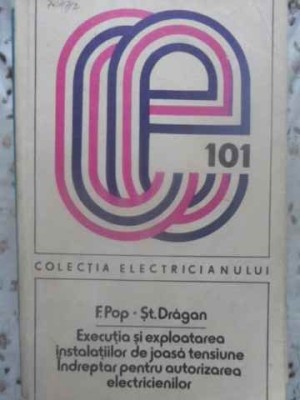 101
COLECȚIA ELECTRICIANULUI
F.Pop • Șt.Drăgan
Execuția și exploatarea
instalațiilor de joasă tensiune
Îndreptar pentru autorizarea
electricienilor